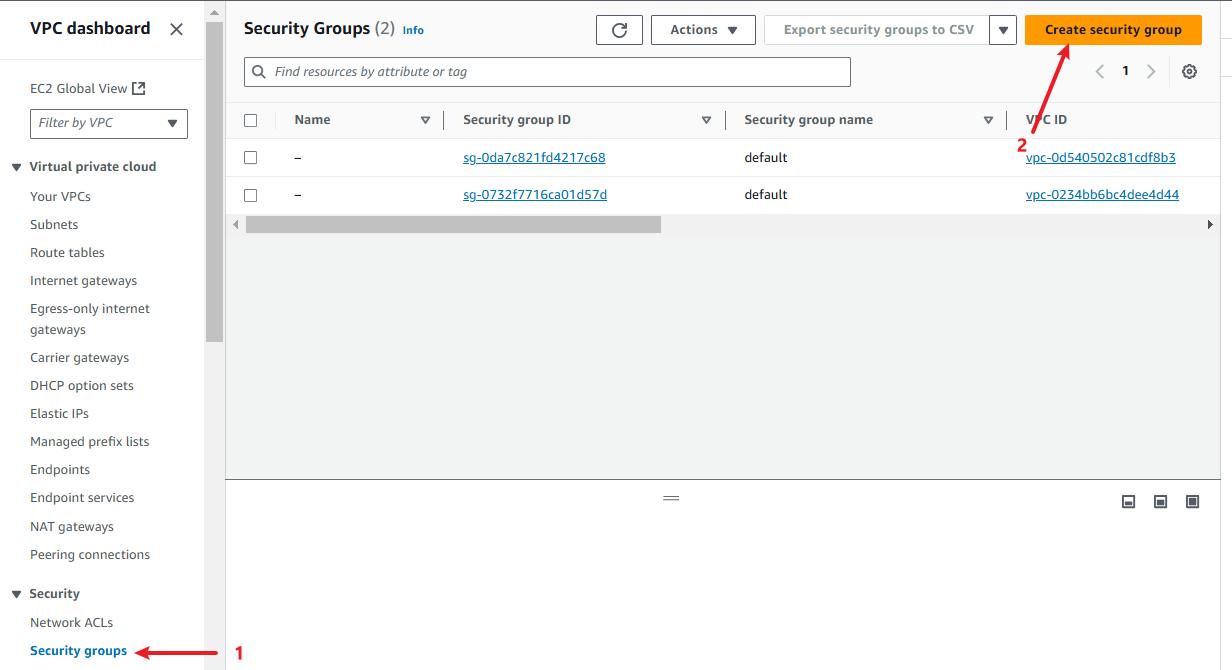 VPC dashboard
EC2 Global View
Filter by VPC
Virtual private cloud
Your VPCs
Subnets
Route tables
Internet gateways
Egress-only internet
gateways
Carrier gateways
DHCP option sets
Elastic IPs
Managed prefix lists
Endpoints
Endpoint services
NAT gateways
Peering connections
Security
Network ACLs
Security groups
1
Security Groups (2) Info
Actions
Export security groups to CSV
Create security group
Find resources by attribute or tag
1
Name Security group ID Security group name VPC ID
2
– sg-0da7c821fd4217c68 default vpc-0d540502c81cdf8b3
– sg-0732f7716ca01d57d default vpc-0234bb6bc4dee4d44